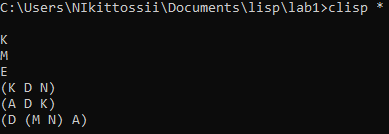 C:\Users\NIkittossii\Documents\lisp\lab1>clisp *
K
M
E
(K D N)
(A D K)
(D (M N) A)